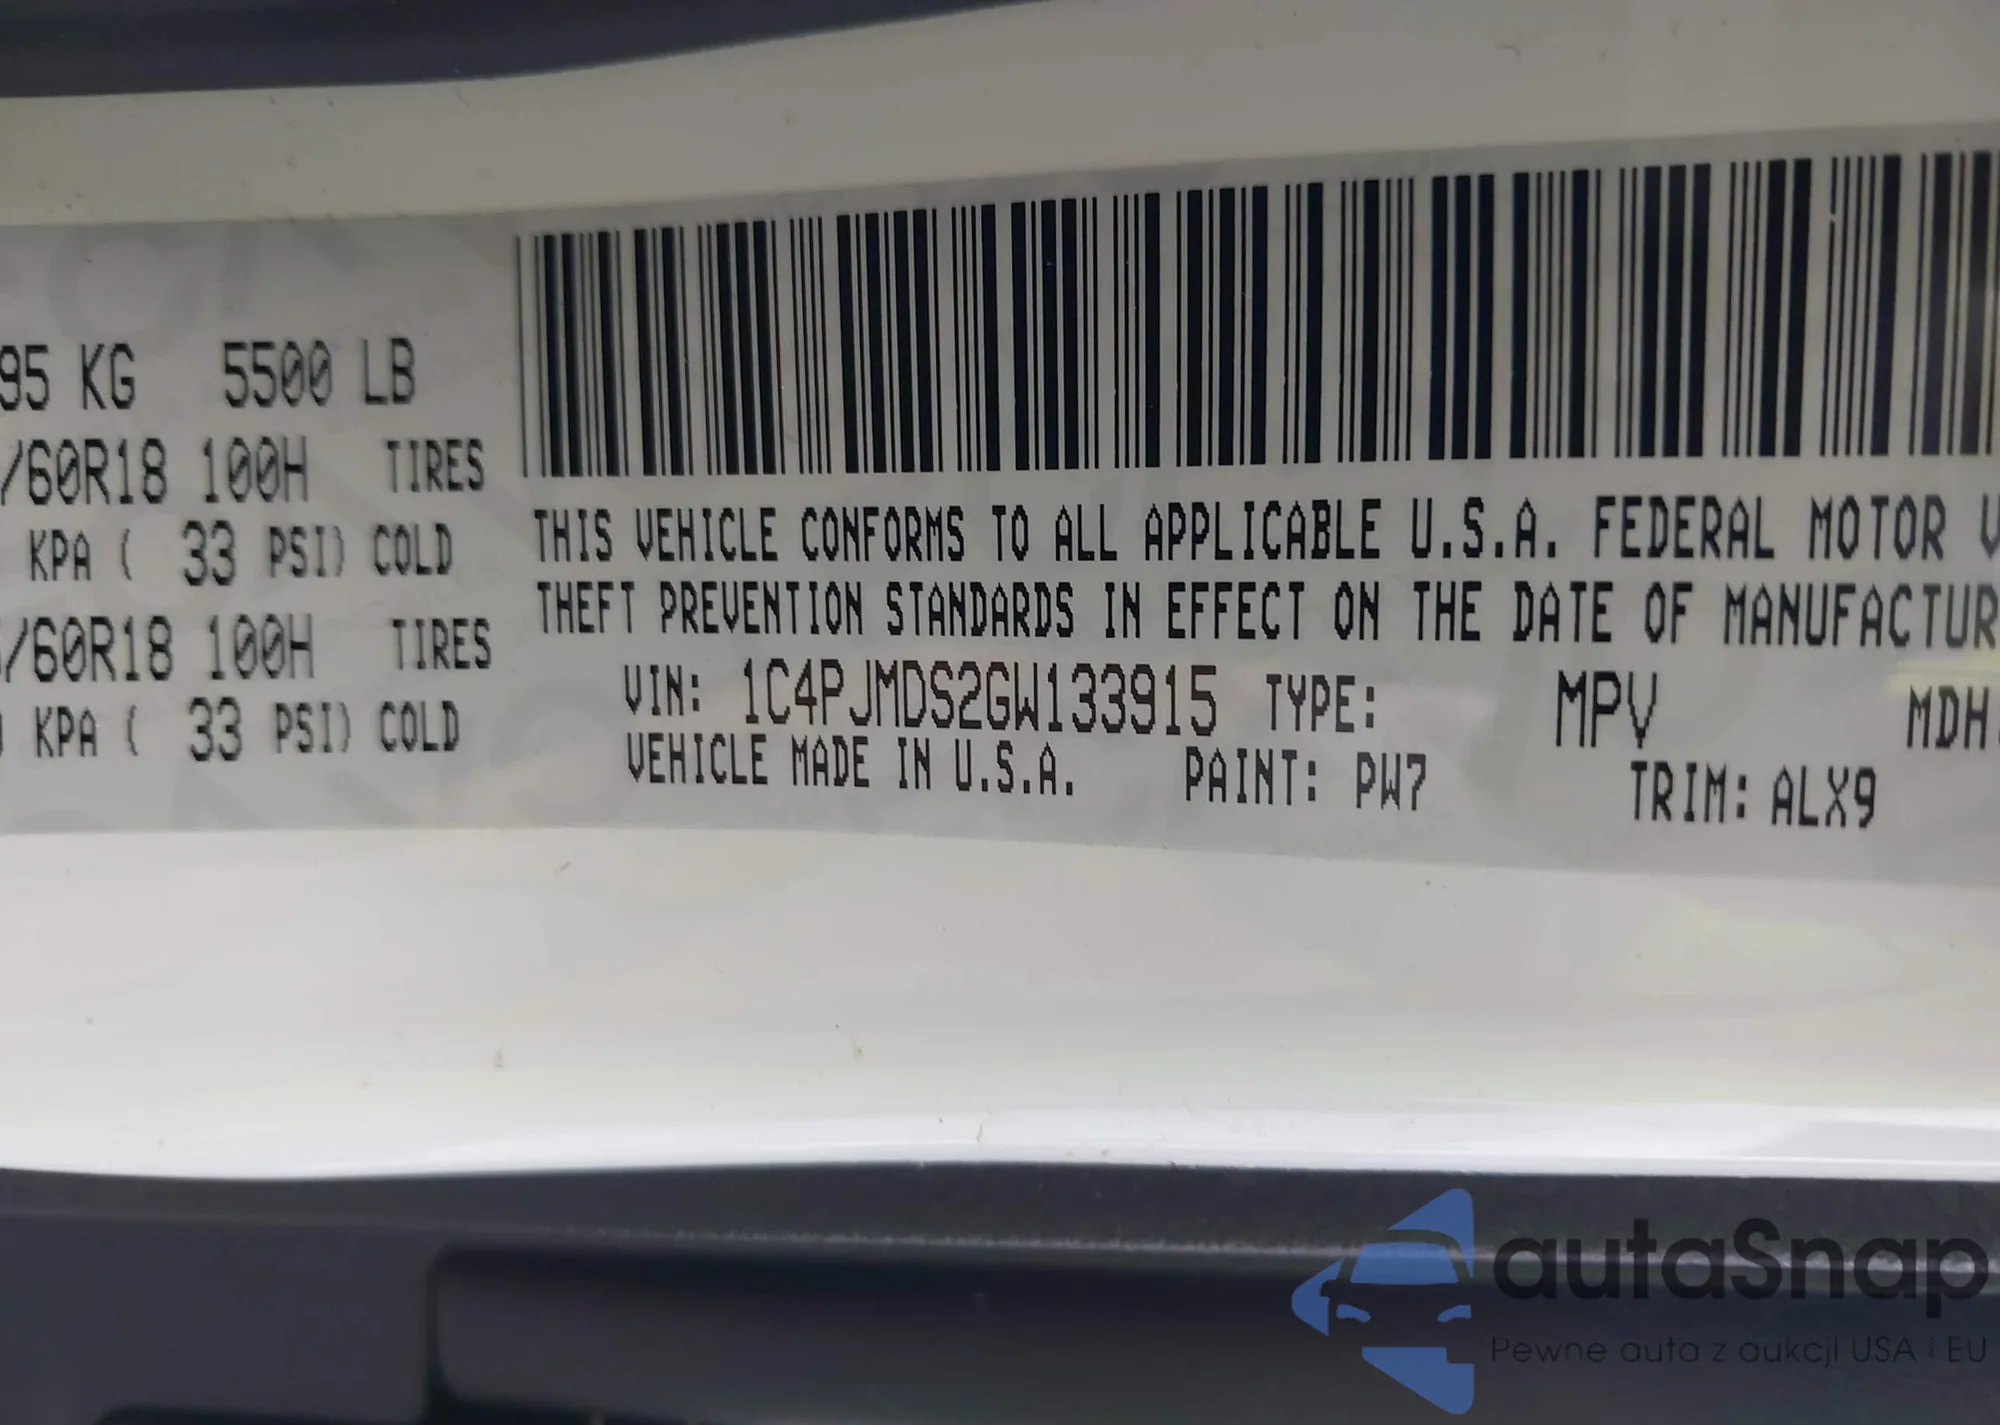 95 KG 5500 LB
/60R18 100H TIRES
KPA ( 33 PSI) COLD
/60R18 100H TIRES
KPA ( 33 PSI) COLD
THIS VEHICLE CONFORMS TO ALL APPLICABLE U.S.A. FEDERAL MOTOR V
THEFT PREVENTION STANDARDS IN EFFECT ON THE DATE OF MANUFACTUR
VIN: 1C4PJMDS2GW133915 TYPE: MPV MDH:
VEHICLE MADE IN U.S.A. PAINT: PW7 TRIM: ALX9
autaSnap
Pewne auta z aukcji USA i EU